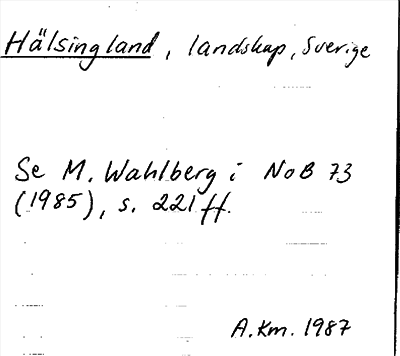 Hälsingland, landskap, Sverige
Se M. Wahlberg i NoB 73
(1985), s. 221 ff.
A.Km. 1987